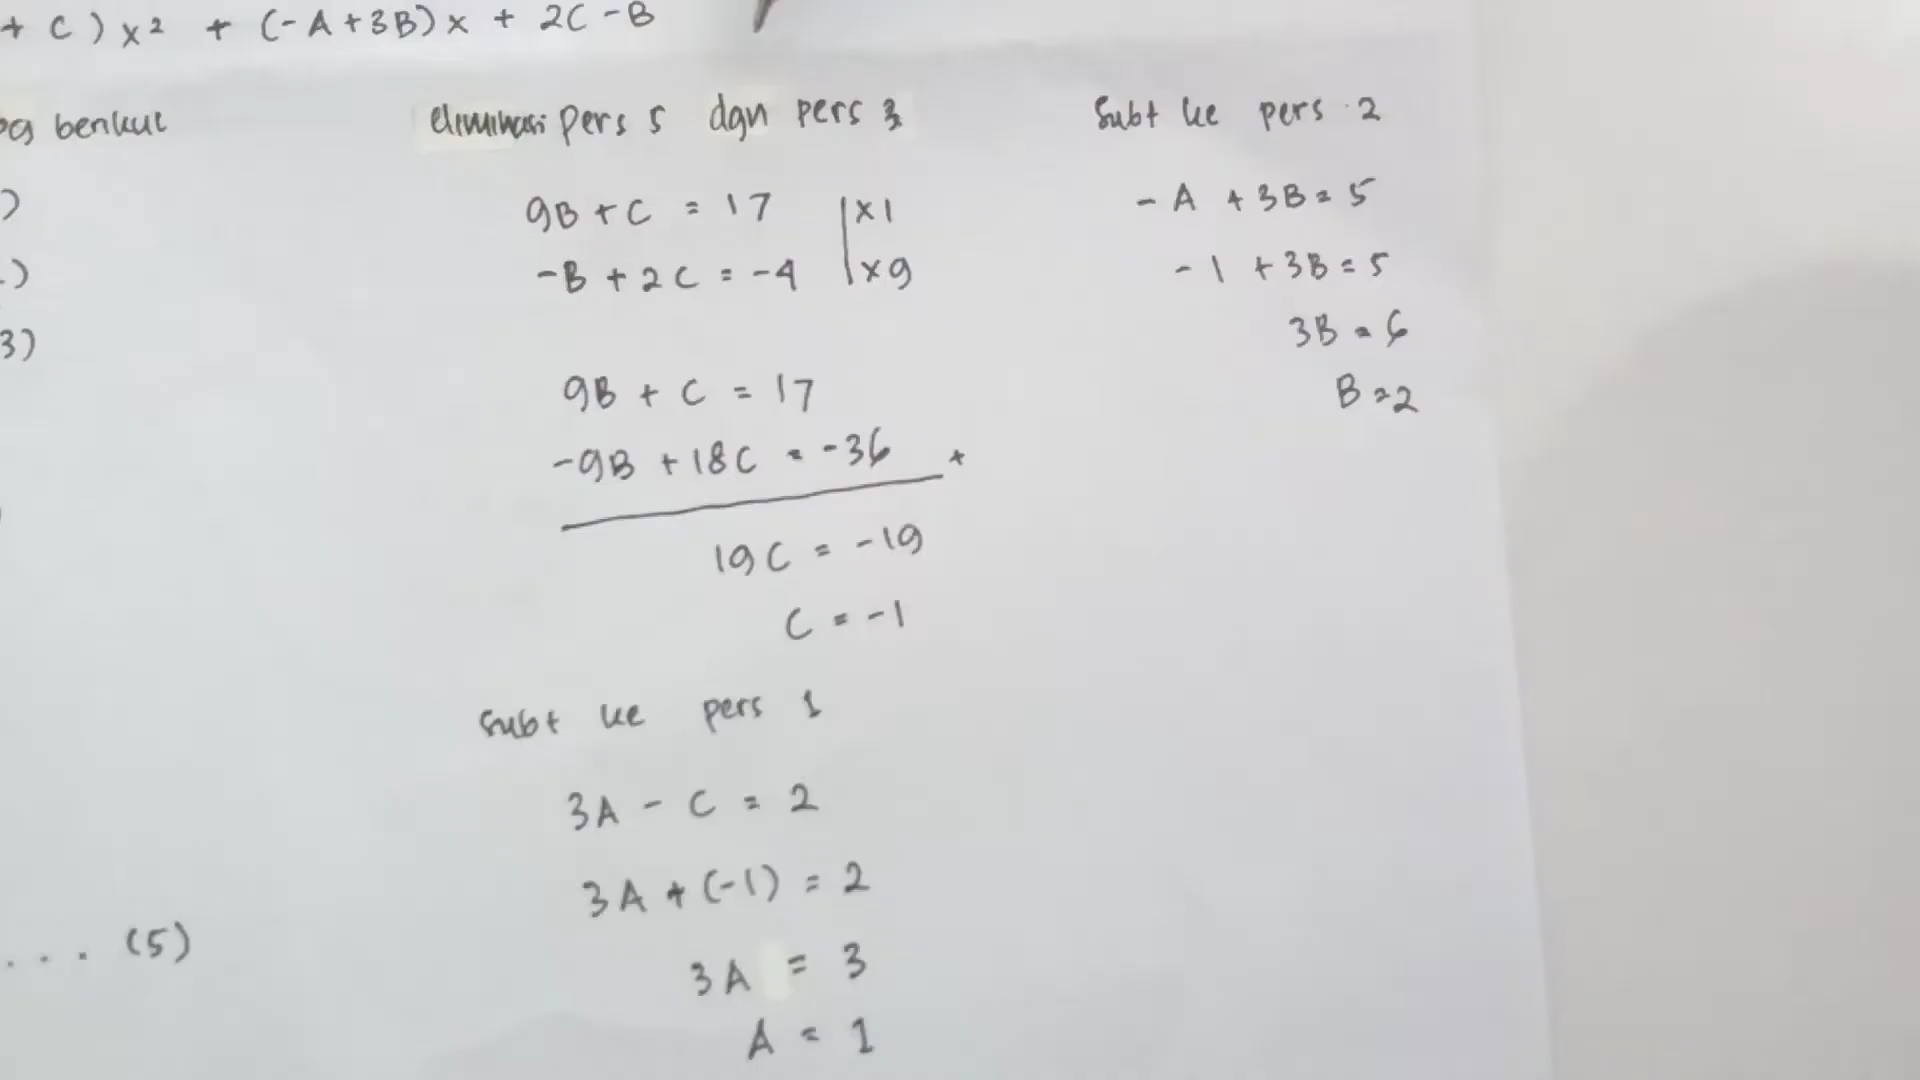 + C ) x² + (-A+3B)x + 2C - B
berikut
)
)
3)
... (5)
eliminasi pers 5 dgn pers 3
9B + C = 17 | x1
-B + 2C = -4 | x9
9B + C = 17
-9B + 18C = -36 +
19C = -19
C = -1
Subt ke pers 1
3A - C = 2
3A + (-1) = 2
3A = 3
A = 1
Subt ke pers 2
-A + 3B = 5
-1 + 3B = 5
3B = 6
B = 2